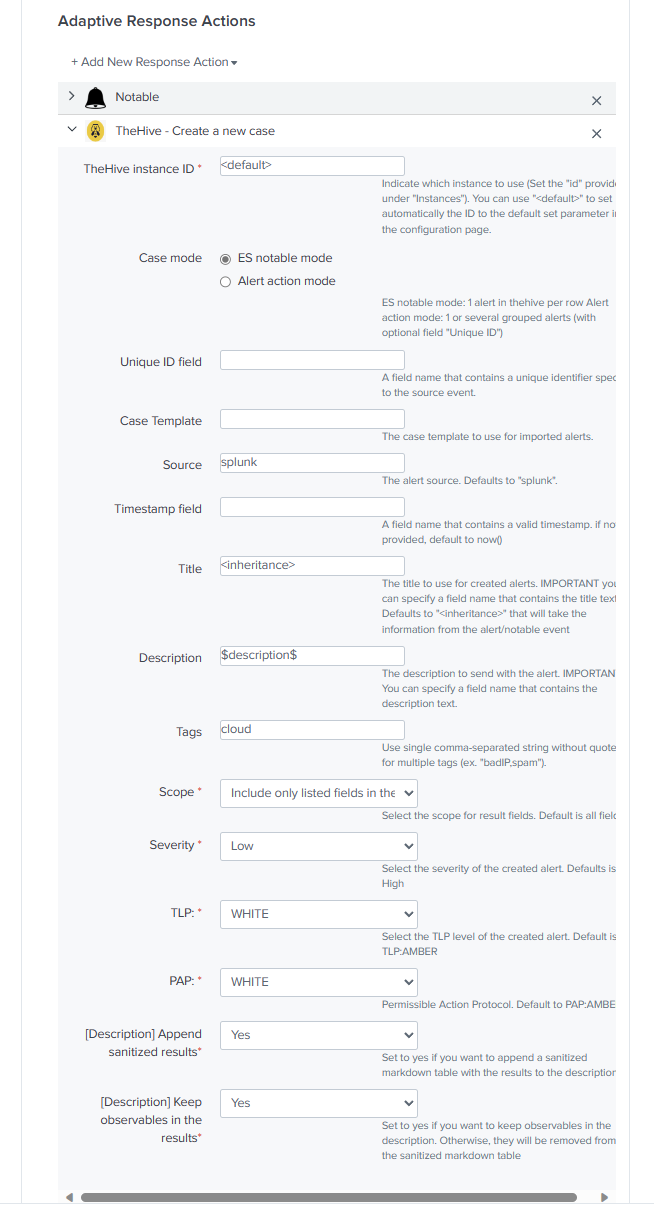 Adaptive Response Actions
+ Add New Response Action
Notable
TheHive - Create a new case
TheHive instance ID *
<default>
Indicate which instance to use (Set the "id" provid
under "Instances"). You can use "<default>" to set
automatically the ID to the default set parameter i
the configuration page.
Case mode
ES notable mode
Alert action mode
ES notable mode: 1 alert in thehive per row Alert
action mode: 1 or several grouped alerts (with
optional field "Unique ID")
Unique ID field
A field name that contains a unique identifier spec
to the source event.
Case Template
The case template to use for imported alerts.
Source
splunk
The alert source. Defaults to "splunk".
Timestamp field
A field name that contains a valid timestamp. if no
provided, default to now()
Title
<inheritance>
The title to use for created alerts. IMPORTANT you
can specify a field name that contains the title text
Defaults to "<inheritance>" that will take the
information from the alert/notable event
Description
$description$
The description to send with the alert. IMPORTAN
You can specify a field name that contains the
description text.
Tags
cloud
Use single comma-separated string without quote
for multiple tags (ex. "badIP,spam").
Scope *
Include only listed fields in the
Select the scope for result fields. Default is all field
Severity *
Low
Select the severity of the created alert. Defaults is
High
TLP: *
WHITE
Select the TLP level of the created alert. Default is
TLP:AMBER
PAP: *
WHITE
Permissible Action Protocol. Default to PAP:AMBE
[Description] Append
sanitized results*
Yes
Set to yes if you want to append a sanitized
markdown table with the results to the description
[Description] Keep
observables in the
results*
Yes
Set to yes if you want to keep observables in the
description. Otherwise, they will be removed from
the sanitized markdown table